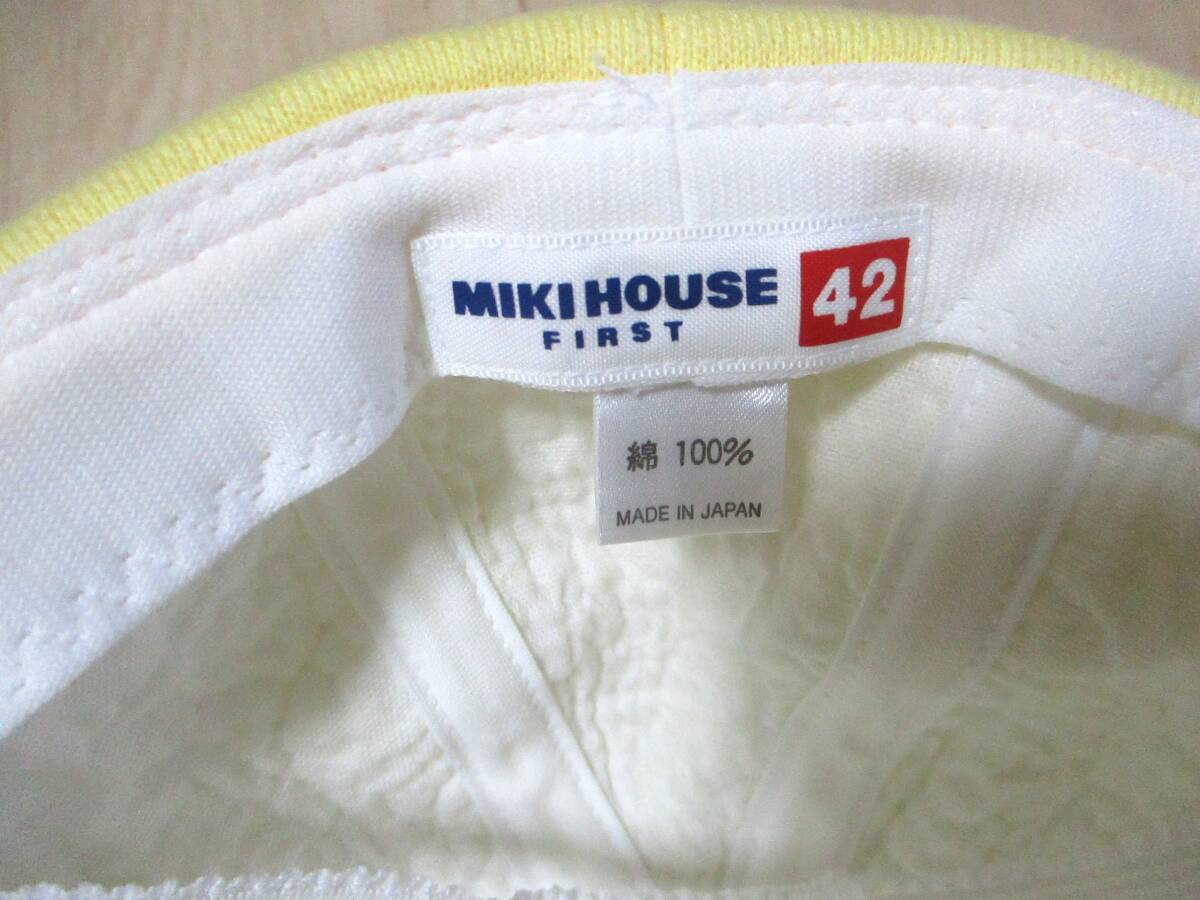 MIKI HOUSE 42
FIRST
綿 100%
MADE IN JAPAN